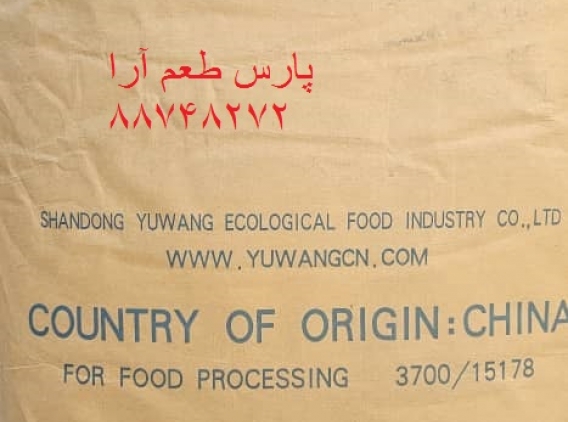 پارس طعم آرا
۸۸۷۴۸۲۷۲
SHANDONG YUWANG ECOLOGICAL FOOD INDUSTRY CO.,LTD
WWW.YUWANGCN.COM
COUNTRY OF ORIGIN:CHINA
FOR FOOD PROCESSING 3700/15178